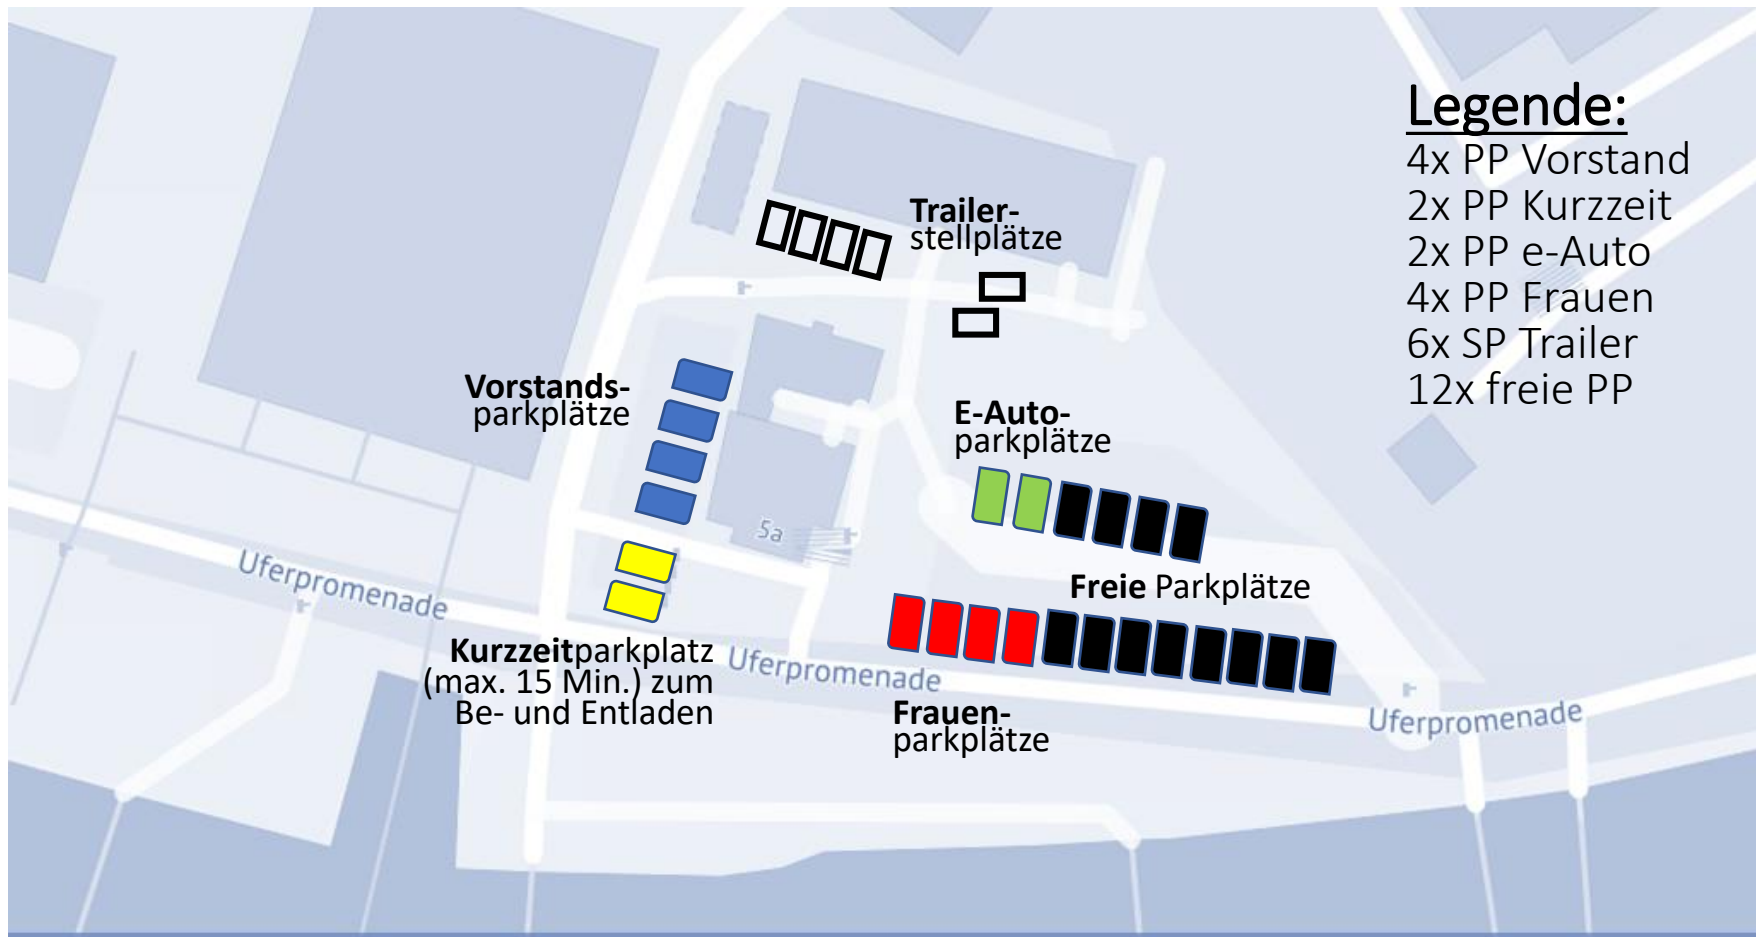 Legende:
4x PP Vorstand
2x PP Kurzzeit
2x PP e-Auto
4x PP Frauen
6x SP Trailer
12x freie PP
Trailer-
stellplätze
Vorstands-
parkplätze
E-Auto-
parkplätze
5a
Freie Parkplätze
Uferpromenade
Kurzzeitparkplatz
(max. 15 Min.) zum
Be- und Entladen
Uferpromenade
Frauen-
parkplätze
Uferpromenade